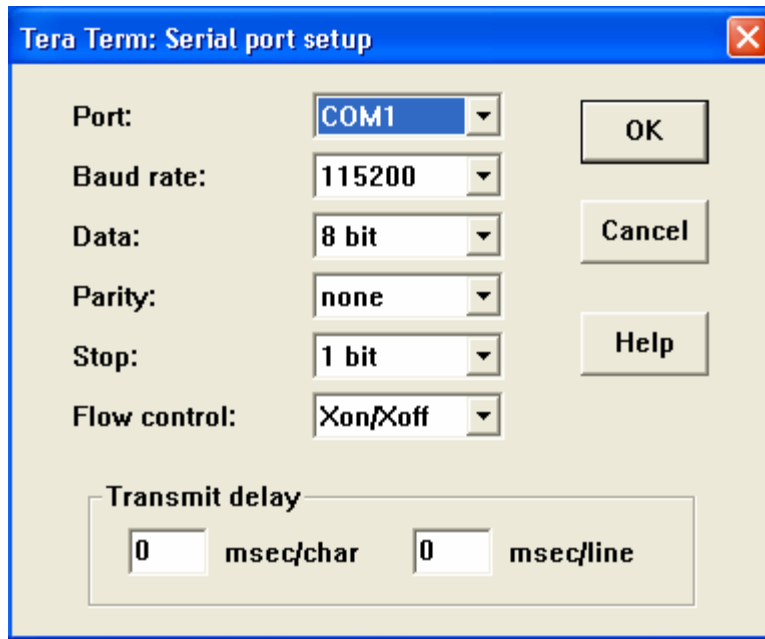 Tera Term: Serial port setup
Port: COM1 OK
Baud rate: 115200
Data: 8 bit Cancel
Parity: none
Stop: 1 bit Help
Flow control: Xon/Xoff
Transmit delay
0 msec/char 0 msec/line